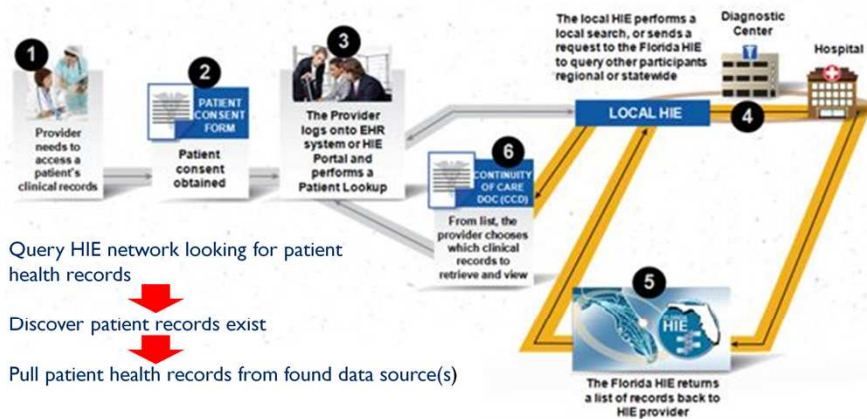 1
Provider
needs to
access a
patient's
clinical records
2
PATIENT
CONSENT
FORM
Patient
consent
obtained
3
The Provider
logs onto EHR
system or HIE
Portal and
performs a
Patient Lookup
The local HIE performs a
local search, or sends a
request to the Florida HIE
to query other participants
regional or statewide
Diagnostic
Center
Hospital
LOCAL HIE
4
6
CONTINUITY
OF CARE
DOC (CCD)
From list, the
provider chooses
which clinical
records to
retrieve and view
5
FLORIDA
HIE
The Florida HIE returns
a list of records back to
HIE provider
Query HIE network looking for patient
health records
Discover patient records exist
Pull patient health records from found data source(s)